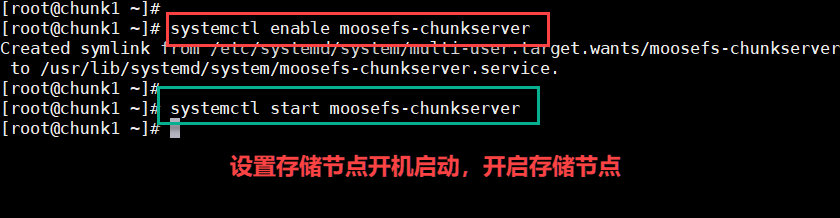 [root@chunk1 ~]#
[root@chunk1 ~]# systemctl enable moosefs-chunkserver
Created symlink from /etc/systemd/system/multi-user.target.wants/moosefs-chunkserver
 to /usr/lib/systemd/system/moosefs-chunkserver.service.
[root@chunk1 ~]#
[root@chunk1 ~]# systemctl start moosefs-chunkserver
[root@chunk1 ~]#
设置存储节点开机启动，开启存储节点